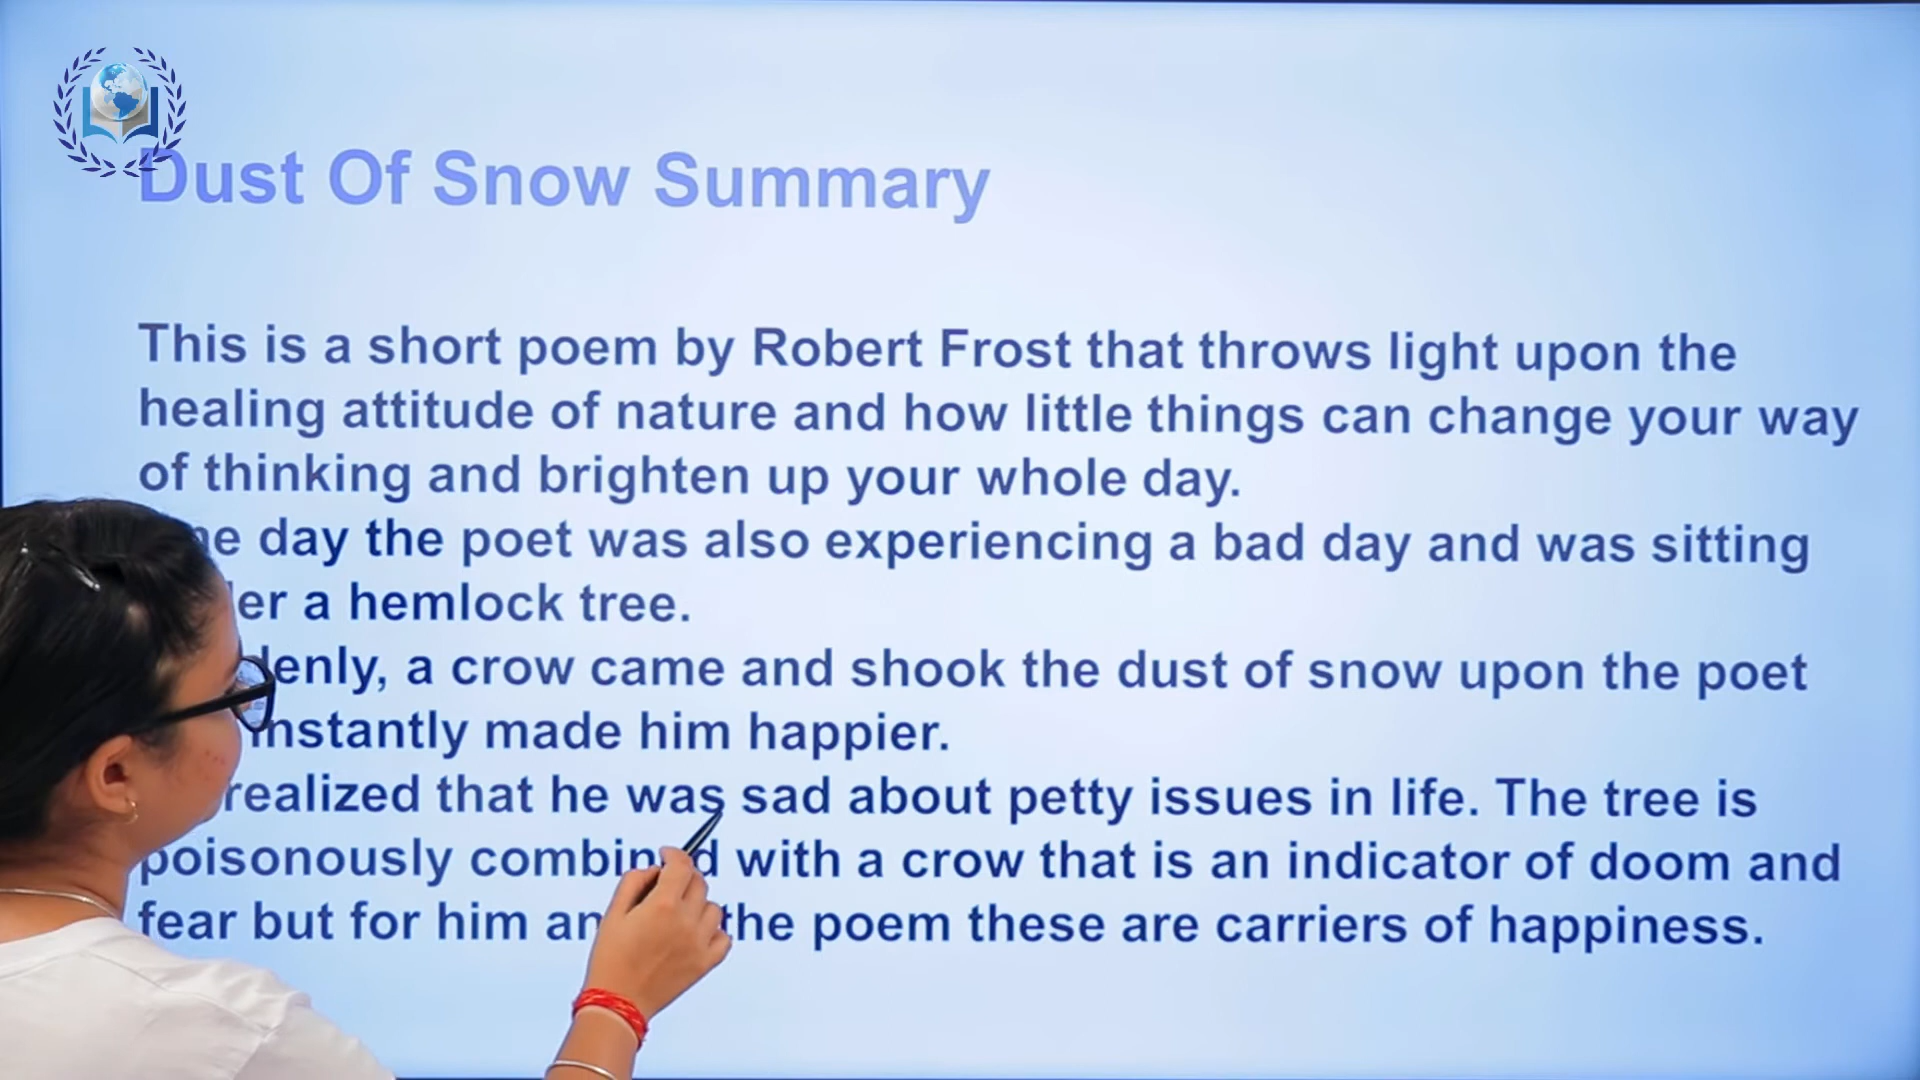 Dust Of Snow Summary
This is a short poem by Robert Frost that throws light upon the
healing attitude of nature and how little things can change your way
of thinking and brighten up your whole day.
day the poet was also experiencing a bad day and was sitting
a hemlock tree.
a crow came and shook the dust of snow upon the poet
instantly made him happier.
realized that he was sad about petty issues in life. The tree is
poisonously combined with a crow that is an indicator of doom and
fear but for him the poem these are carriers of happiness.